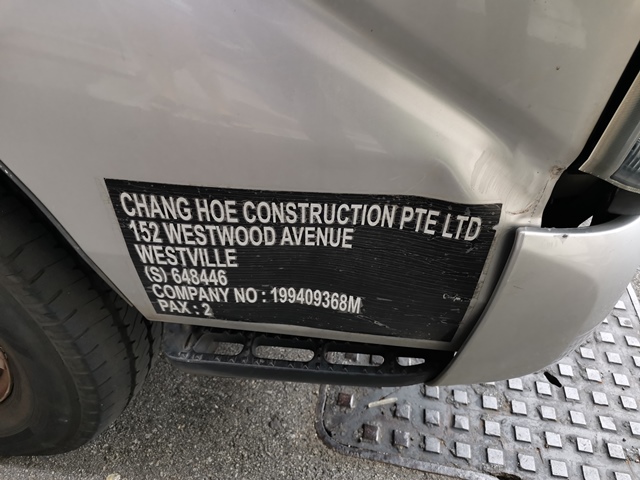 CHANG HOE CONSTRUCTION PTE LTD
152 WESTWOOD AVENUE
WESTVILLE
(S) 648446
COMPANY NO : 199409368M
PAX : 2